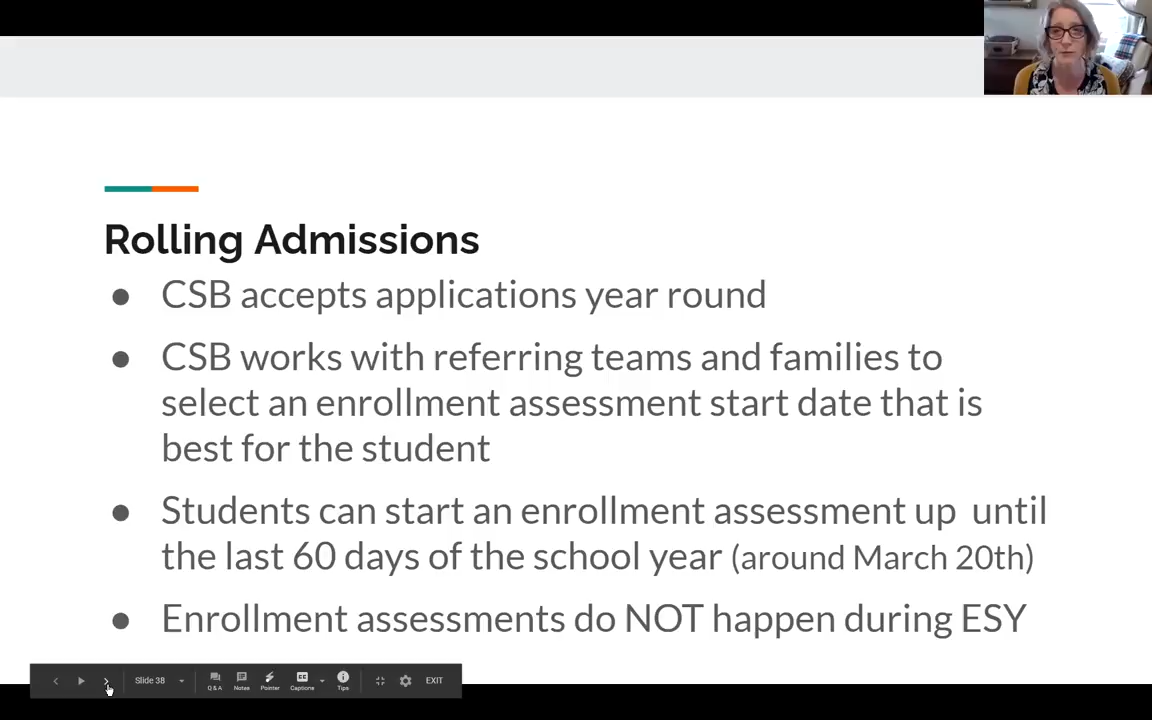 Rolling Admissions
● CSB accepts applications year round
● CSB works with referring teams and families to
select an enrollment assessment start date that is
best for the student
● Students can start an enrollment assessment up  until
the last 60 days of the school year (around March 20th)
● Enrollment assessments do NOT happen during ESY
Slide 38 Q & A Notes Pointer Captions Tips EXIT